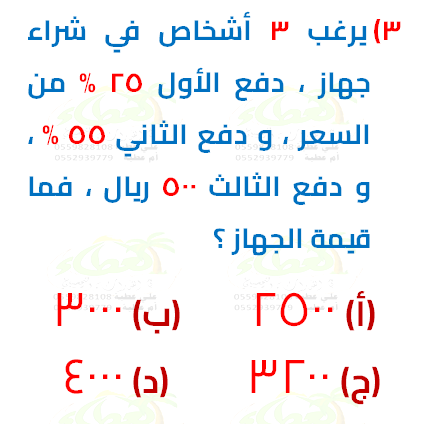 ٣) يرغب ٣ أشخاص في شراء
جهاز ، دفع الأول ٢٥ % من
السعر ، و دفع الثاني ٥٥ % ،
و دفع الثالث ٥٠٠ ريال ، فما
قيمة الجهاز ؟
(أ) ٢٥٠٠ (ب) ٣٠٠٠
(ج) ٣٢٠٠ (د) ٤٠٠٠